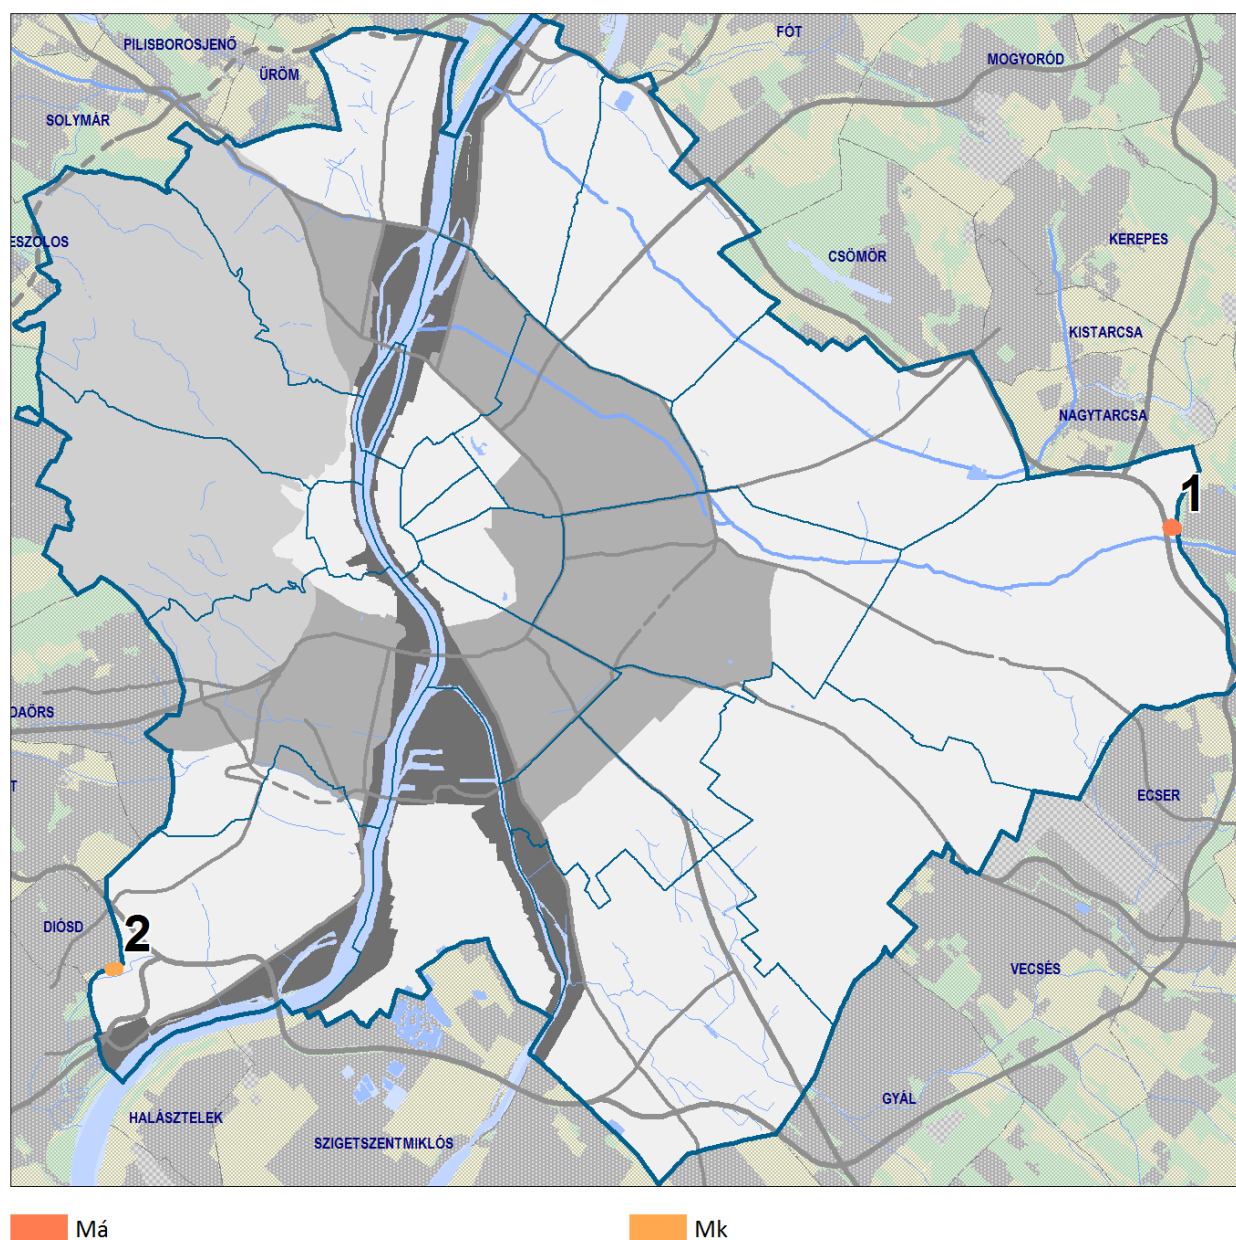 PILISBOROSJENŐ
FÓT
MOGYORÓD
ÜRÖM
SOLYMÁR
KEREPES
ESZOLOS
CSÖMÖR
KISTARCSA
NAGYTARCSA
1
DAÖRS
T
ECSER
DIÓSD
2
VECSÉS
GYÁL
HALÁSZTELEK
SZIGETSZENTMIKLÓS
Má
Mk